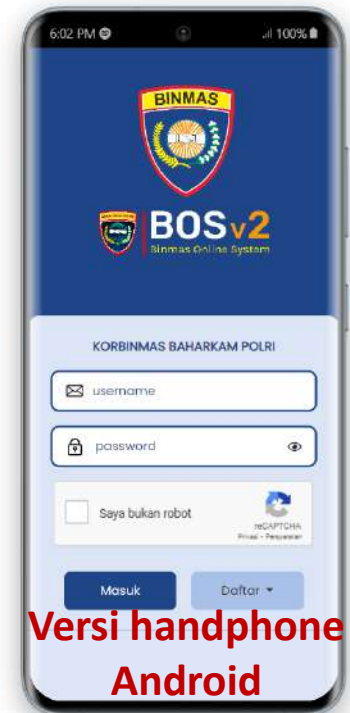 6:02 PM
100%
BINMAS
BOSv2
Binmas Online System
KORBINMAS BAHARKAM POLRI
username
password
Saya bukan robot
reCAPTCHA
Privasi - Persyaratan
Masuk
Daftar
Versi handphone
Android